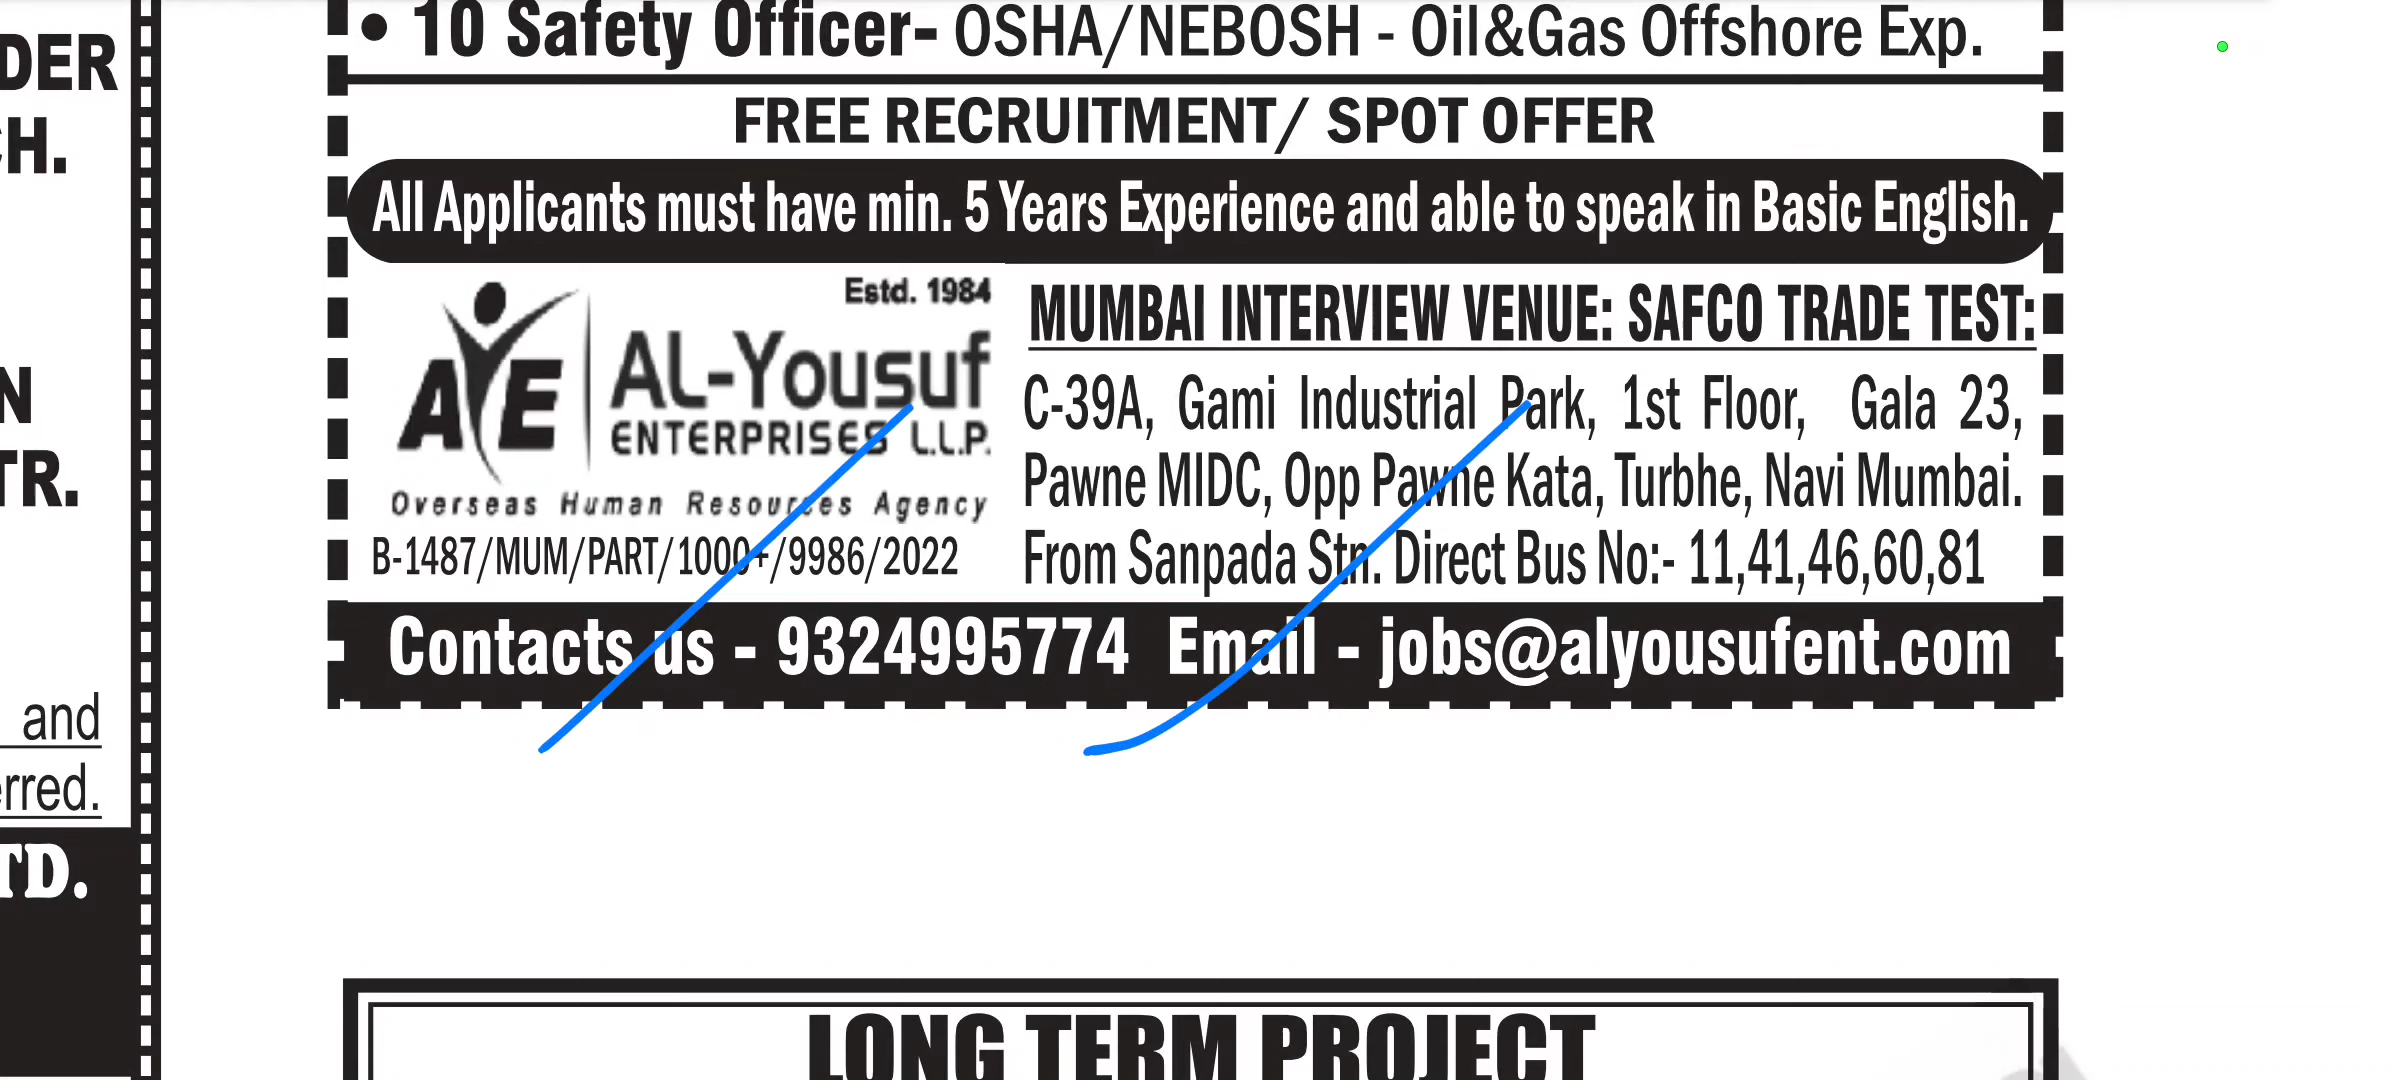 DER
CH.
N
TR.
and
erred.
TD.
• 10 Safety Officer- OSHA/NEBOSH - Oil&Gas Offshore Exp.
FREE RECRUITMENT/ SPOT OFFER
All Applicants must have min. 5 Years Experience and able to speak in Basic English.
Estd. 1984
AYE AL-Yousuf
ENTERPRISES L.L.P.
Overseas Human Resources Agency
B-1487/MUM/PART/1000+/9986/2022
MUMBAI INTERVIEW VENUE: SAFCO TRADE TEST:
C-39A, Gami Industrial Park, 1st Floor, Gala 23,
Pawne MIDC, Opp Pawne Kata, Turbhe, Navi Mumbai.
From Sanpada Stn. Direct Bus No:- 11,41,46,60,81
Contacts us - 9324995774 Email - jobs@alyousufent.com
LONG TERM PROJECT